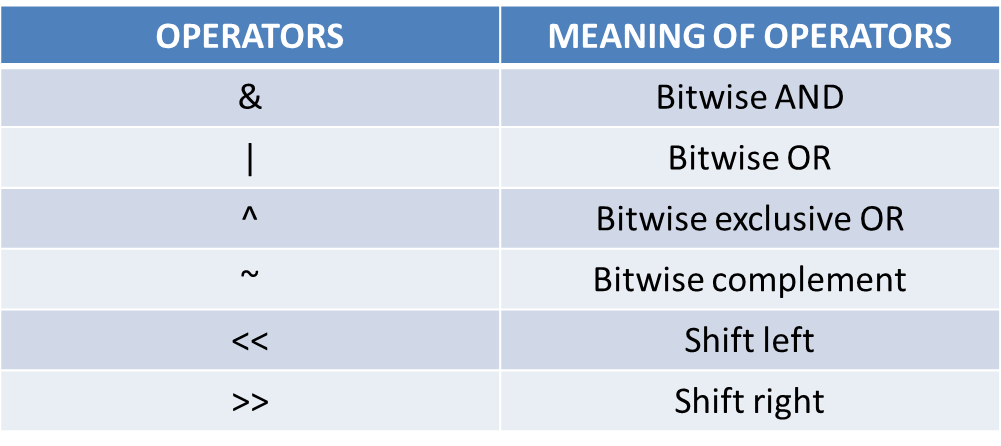 OPERATORS MEANING OF OPERATORS
& Bitwise AND
| Bitwise OR
^ Bitwise exclusive OR
~ Bitwise complement
<< Shift left
>> Shift right